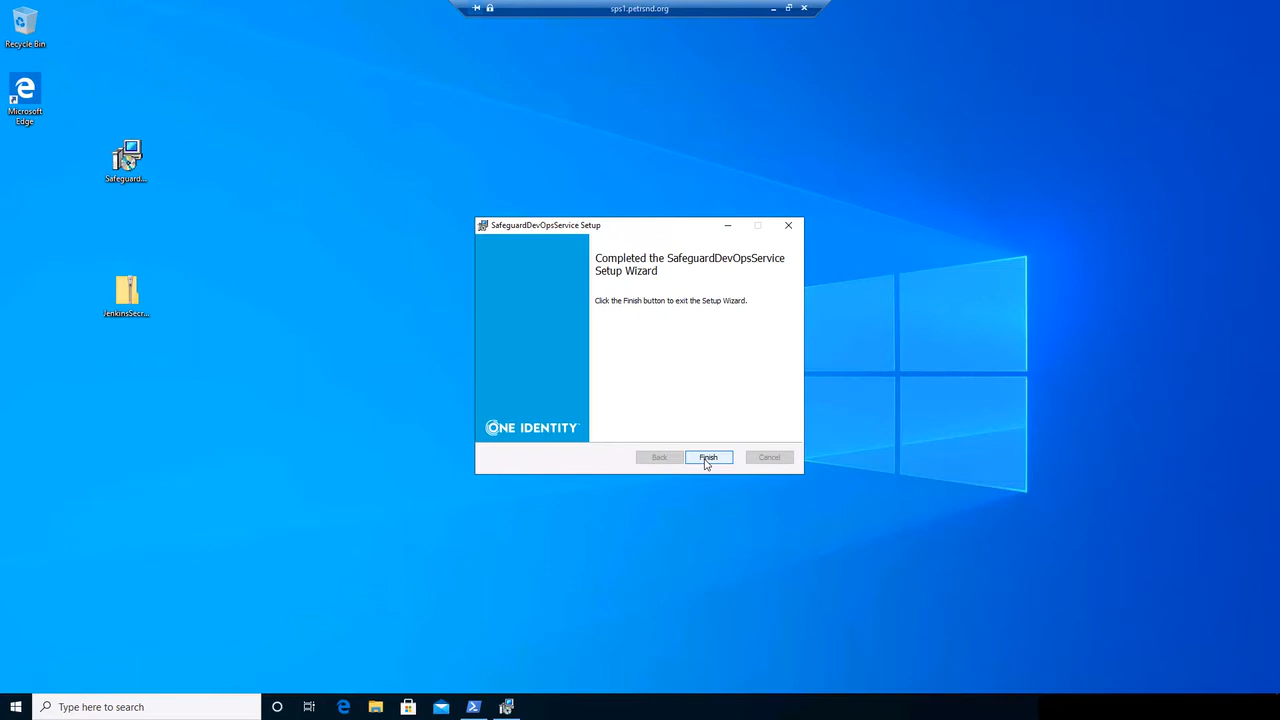 sps1.petrsnd.org
Recycle Bin
Microsoft
Edge
Safeguard...
JenkinsSecr...
SafeguardDevOpsService Setup
Completed the SafeguardDevOpsService
Setup Wizard
Click the Finish button to exit the Setup Wizard.
ONE IDENTITY
Back
Finish
Cancel
Type here to search